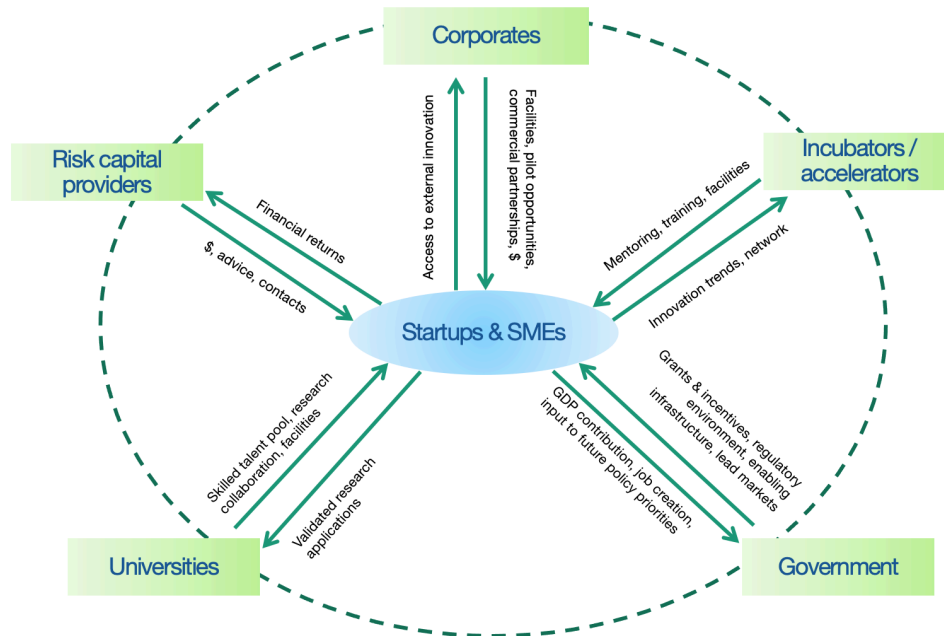 Corporates
Risk capital
providers
Incubators /
accelerators
Access to external innovation
Facilities, pilot opportunities,
commercial partnerships, $
Financial returns
$, advice, contacts
Mentoring, training, facilities
Innovation trends, network
Startups & SMEs
Skilled talent pool, research
collaboration, facilities
Validated research
applications
GDP contribution, job creation,
input to future policy priorities
Grants & incentives, regulatory
environment, enabling
infrastructure, lead markets
Universities
Government